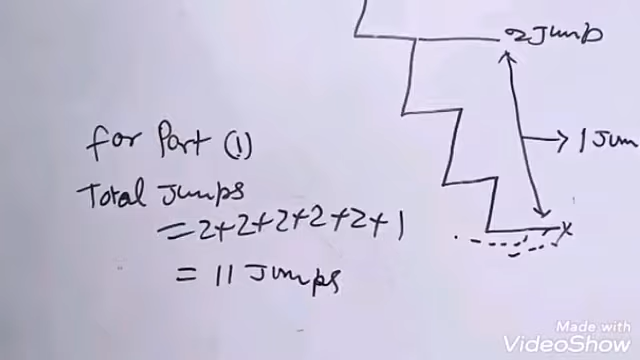 2 Jump
1 Jum
for Part (1)
Total Jumps
= 2+2+2+2+2+1
= 11 Jumps
x
Made with
VideoShow